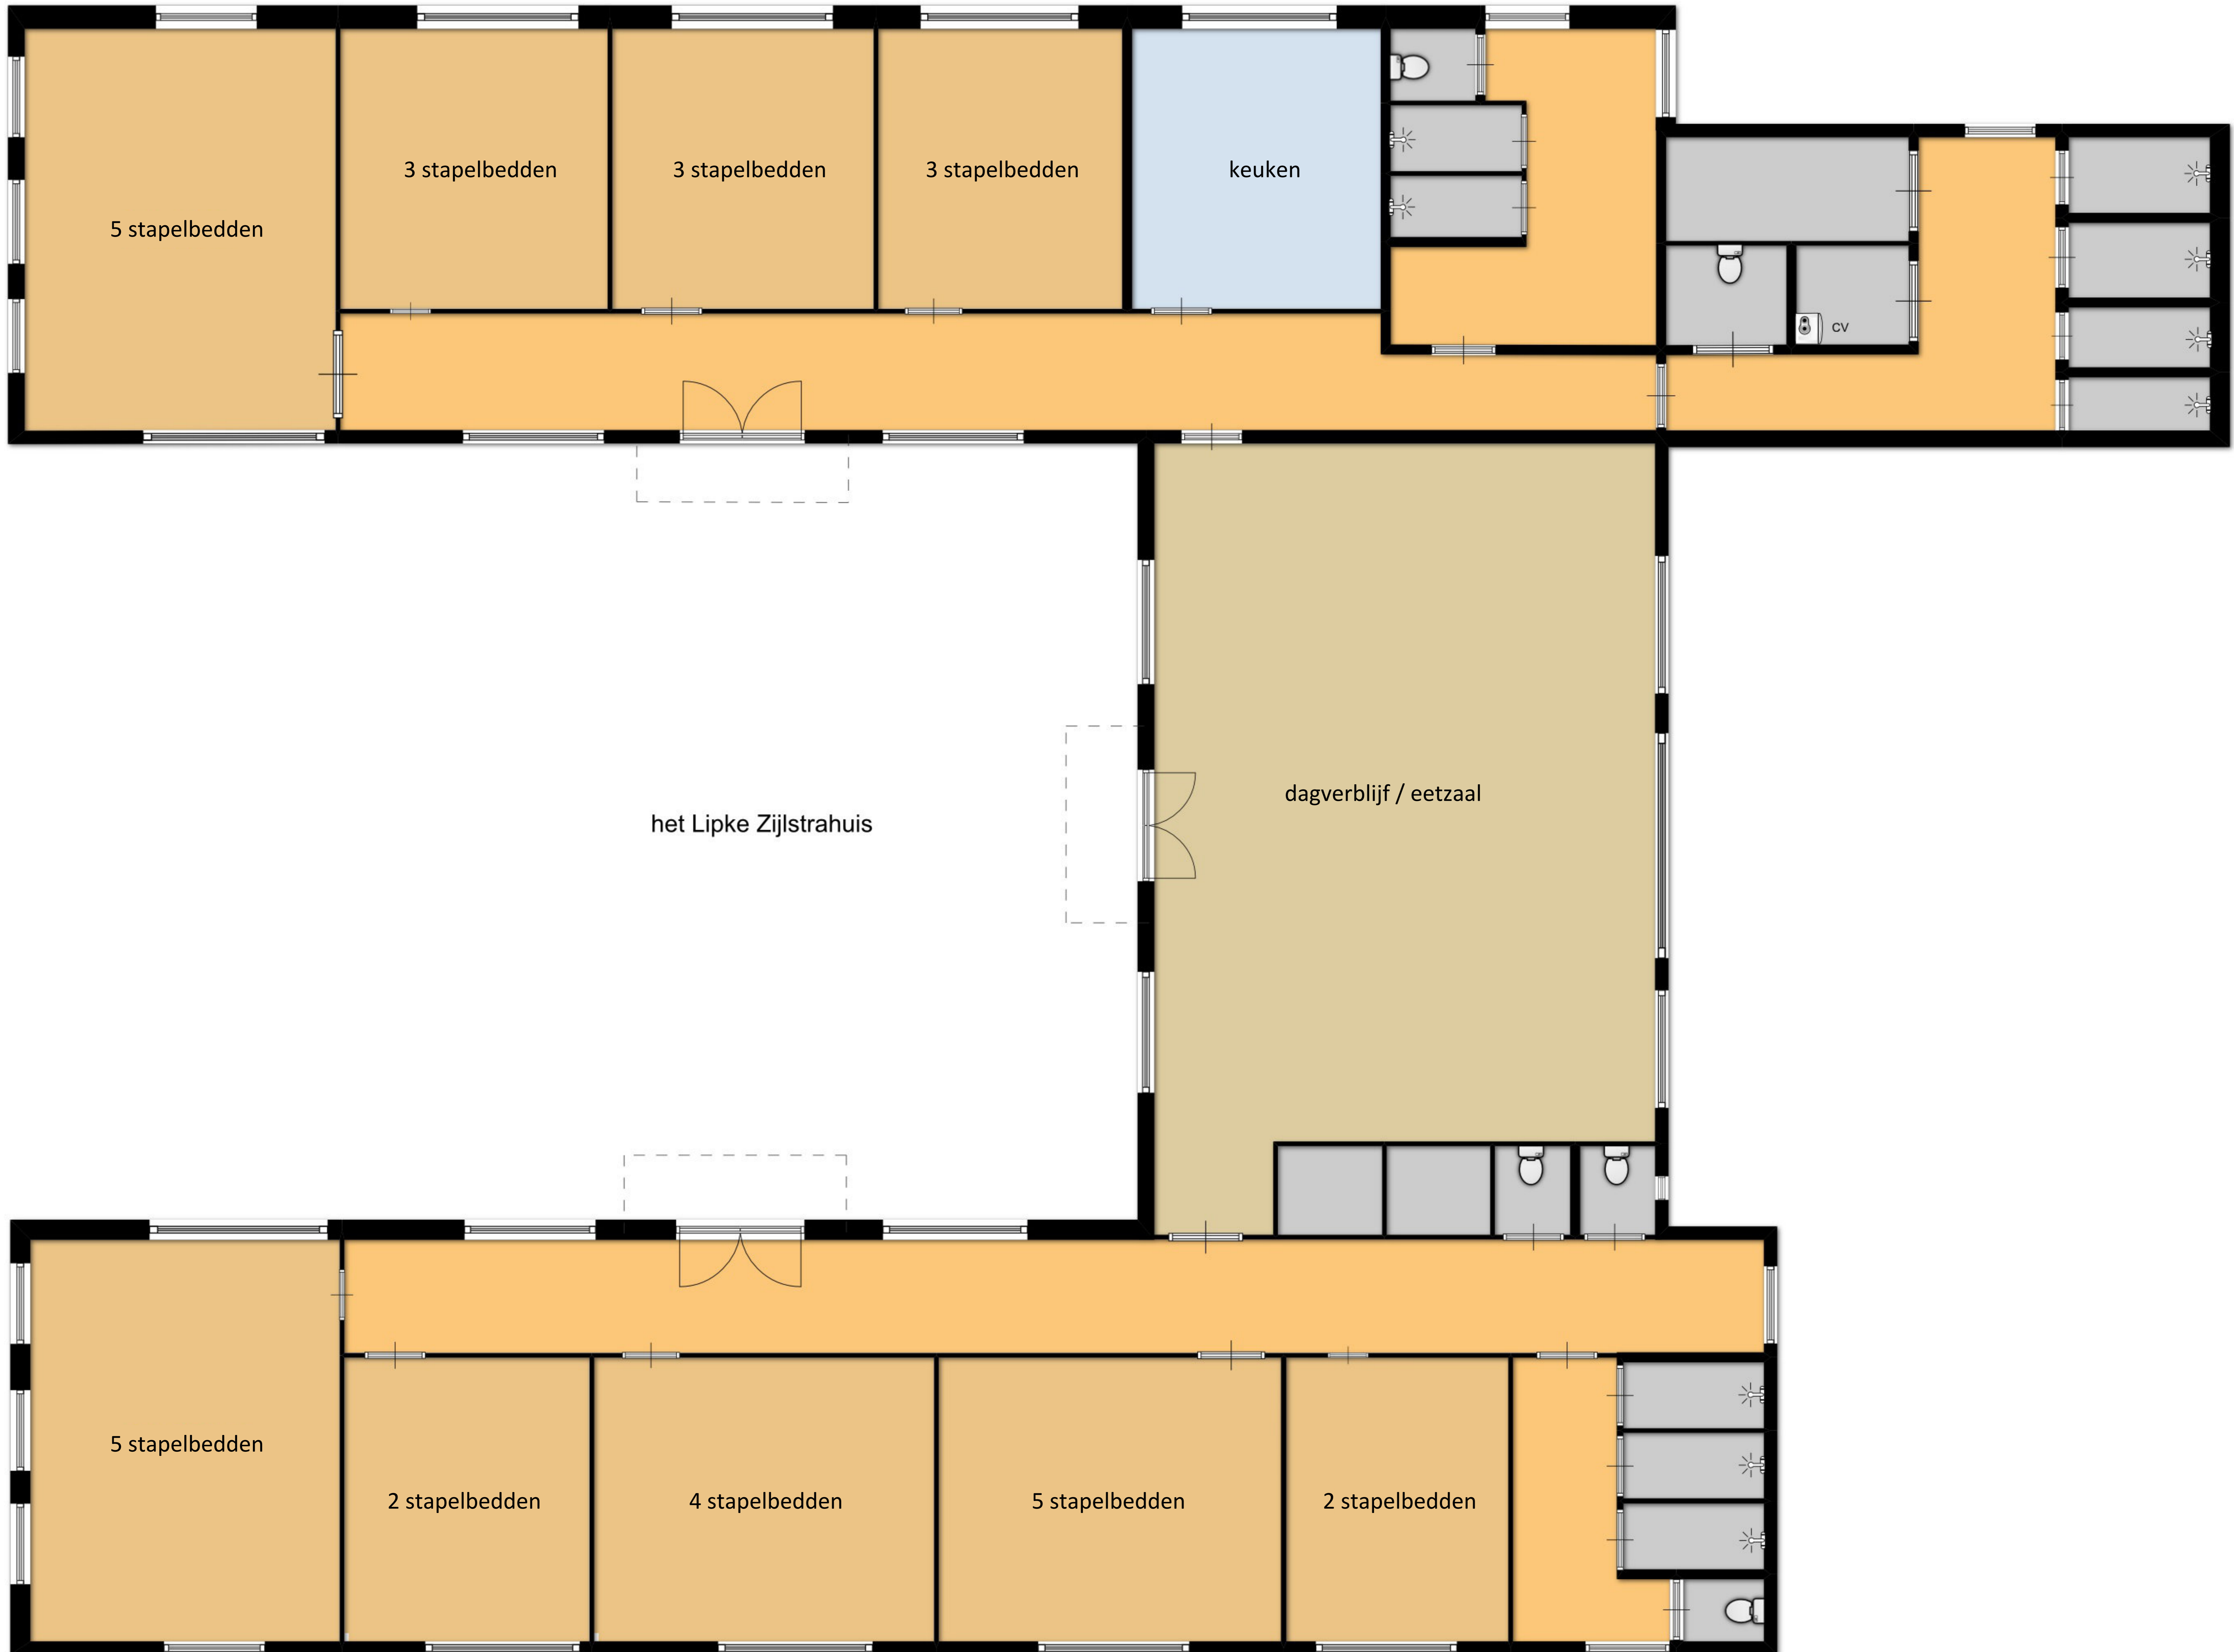 3 stapelbedden
3 stapelbedden
3 stapelbedden
keuken
5 stapelbedden
CV
dagverblijf / eetzaal
het Lipke Zijlstrahuis
5 stapelbedden
2 stapelbedden
4 stapelbedden
5 stapelbedden
2 stapelbedden